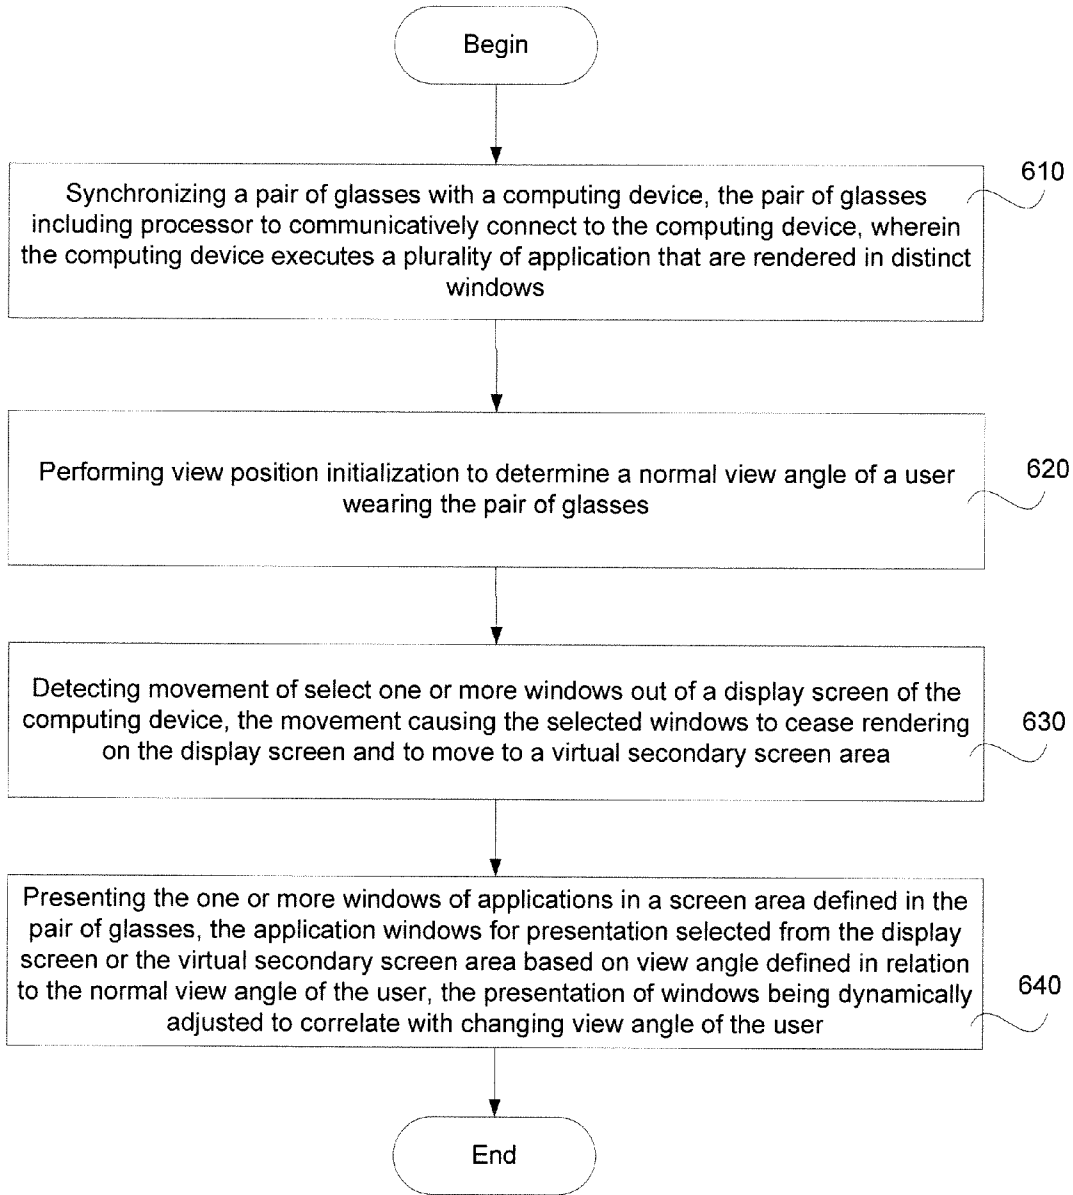 Begin
610
Synchronizing a pair of glasses with a computing device, the pair of glasses
including processor to communicatively connect to the computing device, wherein
the computing device executes a plurality of application that are rendered in distinct
windows
620
Performing view position initialization to determine a normal view angle of a user
wearing the pair of glasses
Detecting movement of select one or more windows out of a display screen of the
computing device, the movement causing the selected windows to cease rendering
on the display screen and to move to a virtual secondary screen area
630
Presenting the one or more windows of applications in a screen area defined in the
pair of glasses, the application windows for presentation selected from the display
screen or the virtual secondary screen area based on view angle defined in relation
to the normal view angle of the user, the presentation of windows being dynamically
adjusted to correlate with changing view angle of the user
640
End